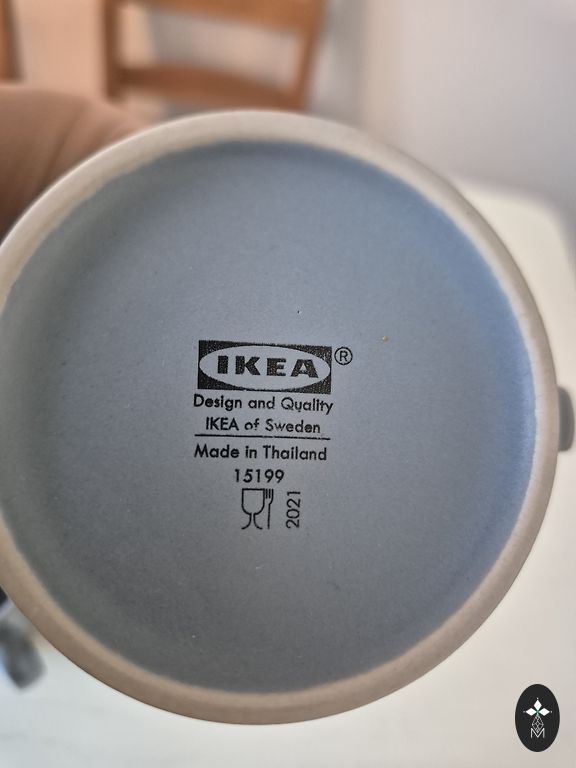 IKEA®
Design and Quality
IKEA of Sweden
Made in Thailand
15199
2021
M